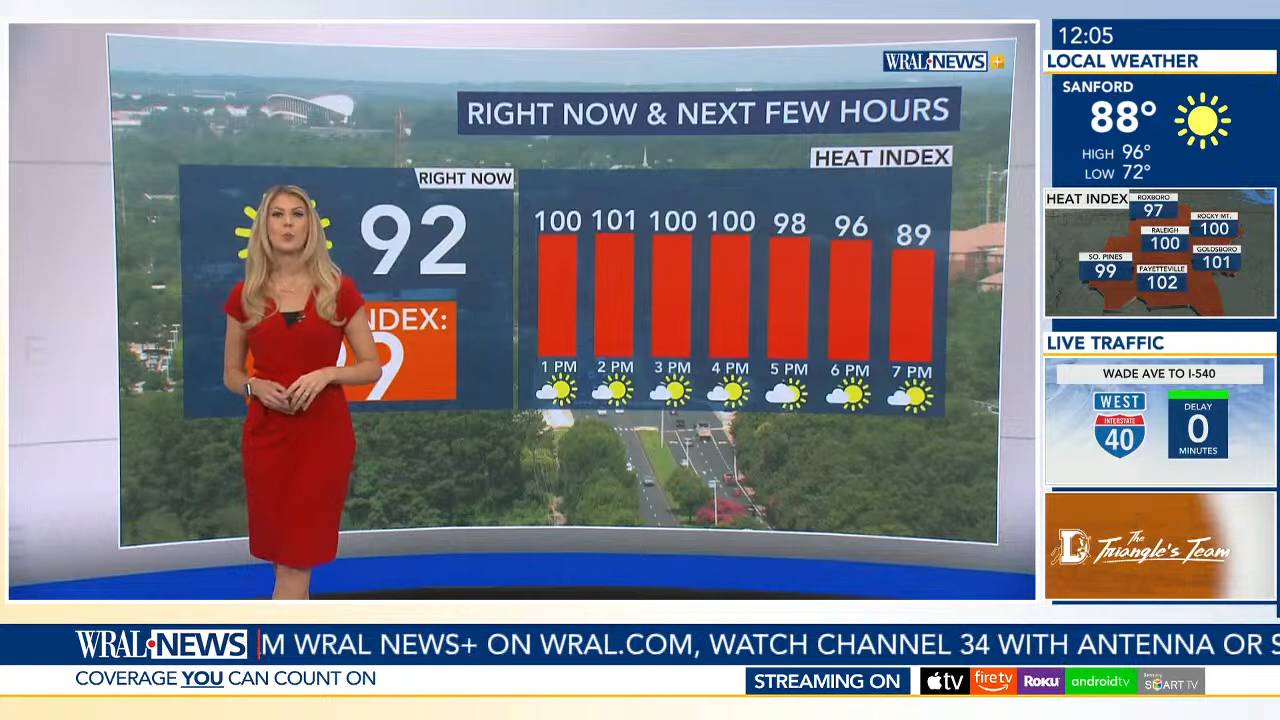 WRAL NEWS +
RIGHT NOW & NEXT FEW HOURS
RIGHT NOW
92
NDEX:
9
HEAT INDEX
100 101 100 100 98 96 89
1 PM 2 PM 3 PM 4 PM 5 PM 6 PM 7 PM
12:05
LOCAL WEATHER
SANFORD
88°
HIGH 96°
LOW 72°
HEAT INDEX
ROXBORO
97
ROCKY MT.
100
RALEIGH
100
GOLDSBORO
101
SO. PINES
99
FAYETTEVILLE
102
LIVE TRAFFIC
WADE AVE TO I-540
WEST
INTERSTATE
40
DELAY
0
MINUTES
D
The
Triangle's Team
WRAL NEWS
M WRAL NEWS+ ON WRAL.COM, WATCH CHANNEL 34 WITH ANTENNA OR S
COVERAGE YOU CAN COUNT ON
STREAMING ON
tv
fire tv
Roku
androidtv
Samsung
SMART TV